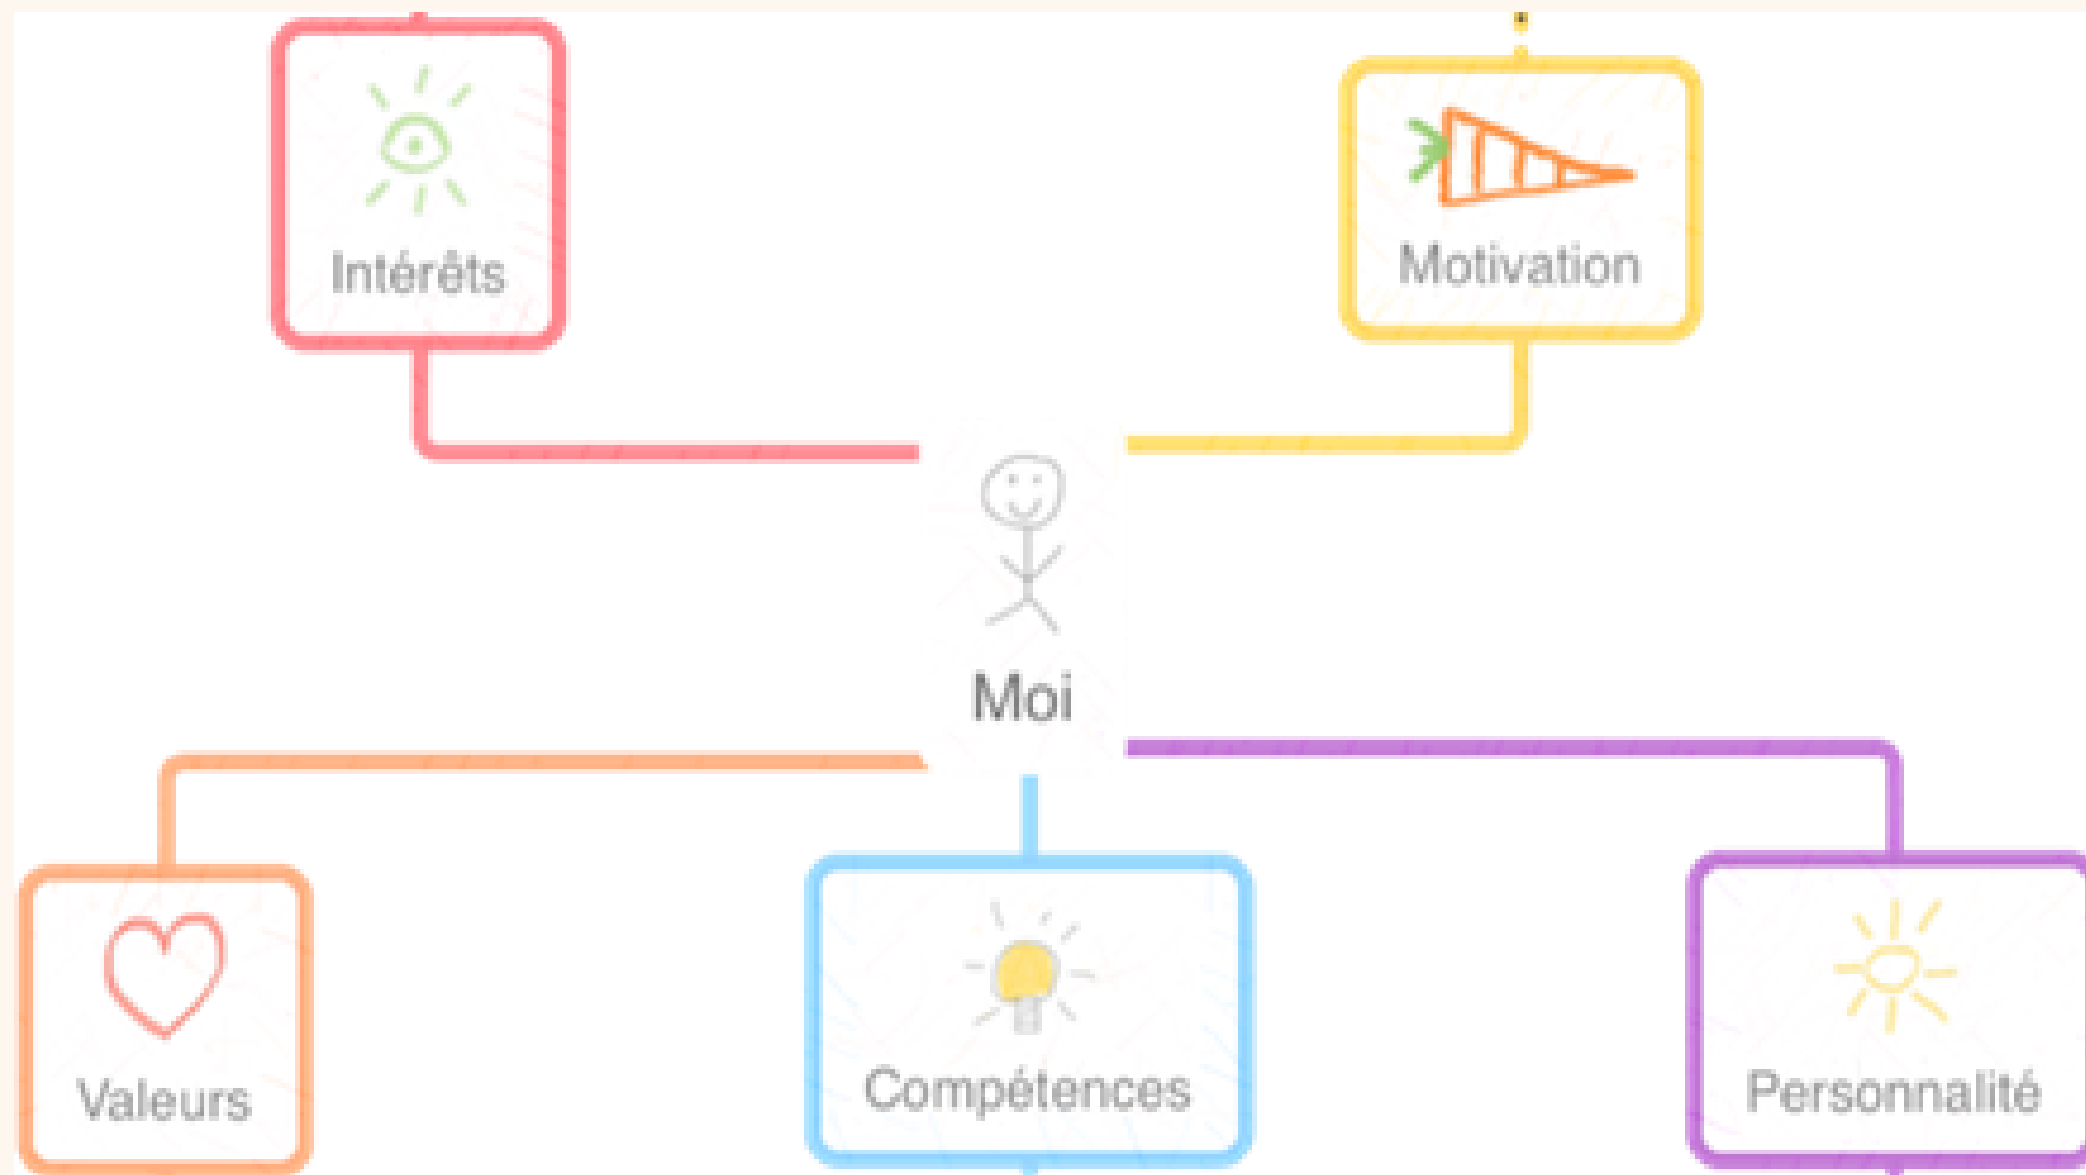 Intérêts
Motivation
Moi
Valeurs
Compétences
Personnalité